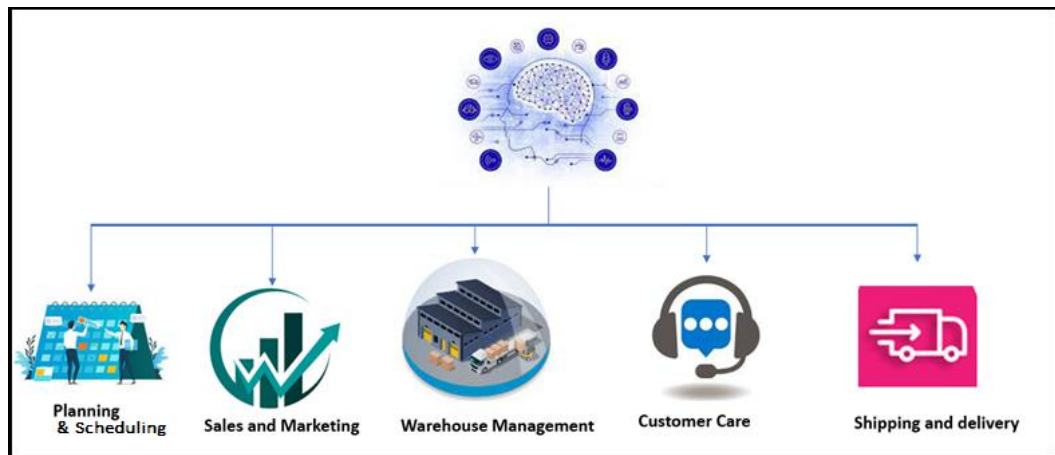 Planning
& Scheduling
Sales and Marketing
Warehouse Management
Customer Care
Shipping and delivery